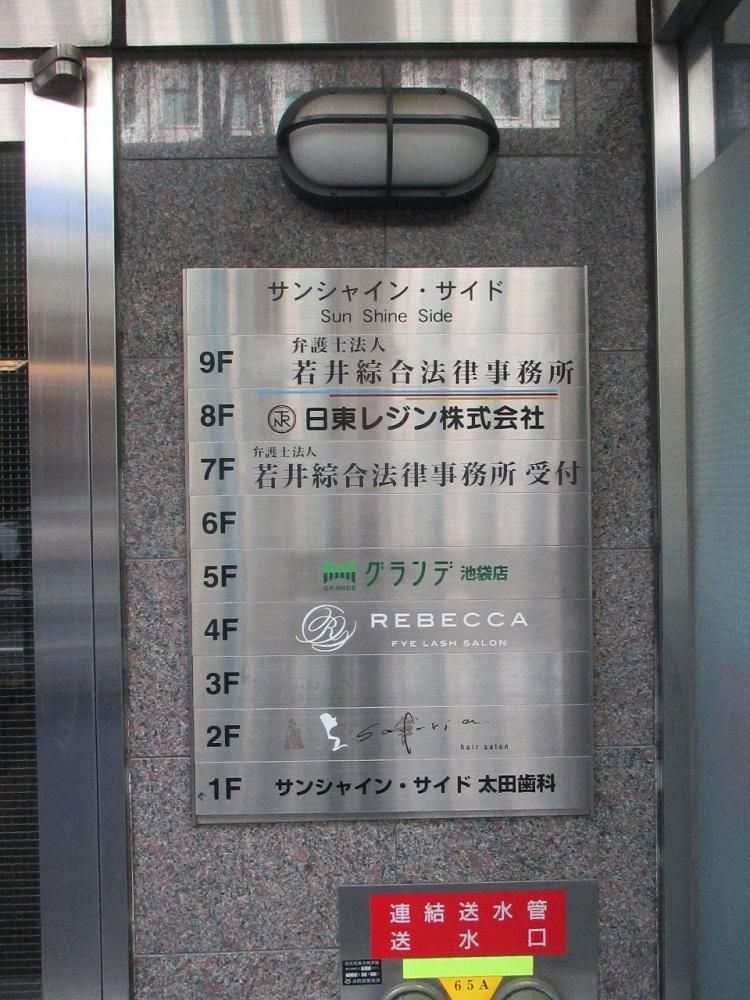 サンシャイン・サイド
Sun Shine Side
9F 弁護士法人
若井綜合法律事務所
8F 日東レジン株式会社
7F 弁護士法人
若井綜合法律事務所 受付
6F
5F GRANDE グランデ 池袋店
4F R REBECCA
EYE LASH SALON
3F
2F safari
hair salon
1F サンシャイン・サイド 太田歯科
連結送水管
送水口
65A